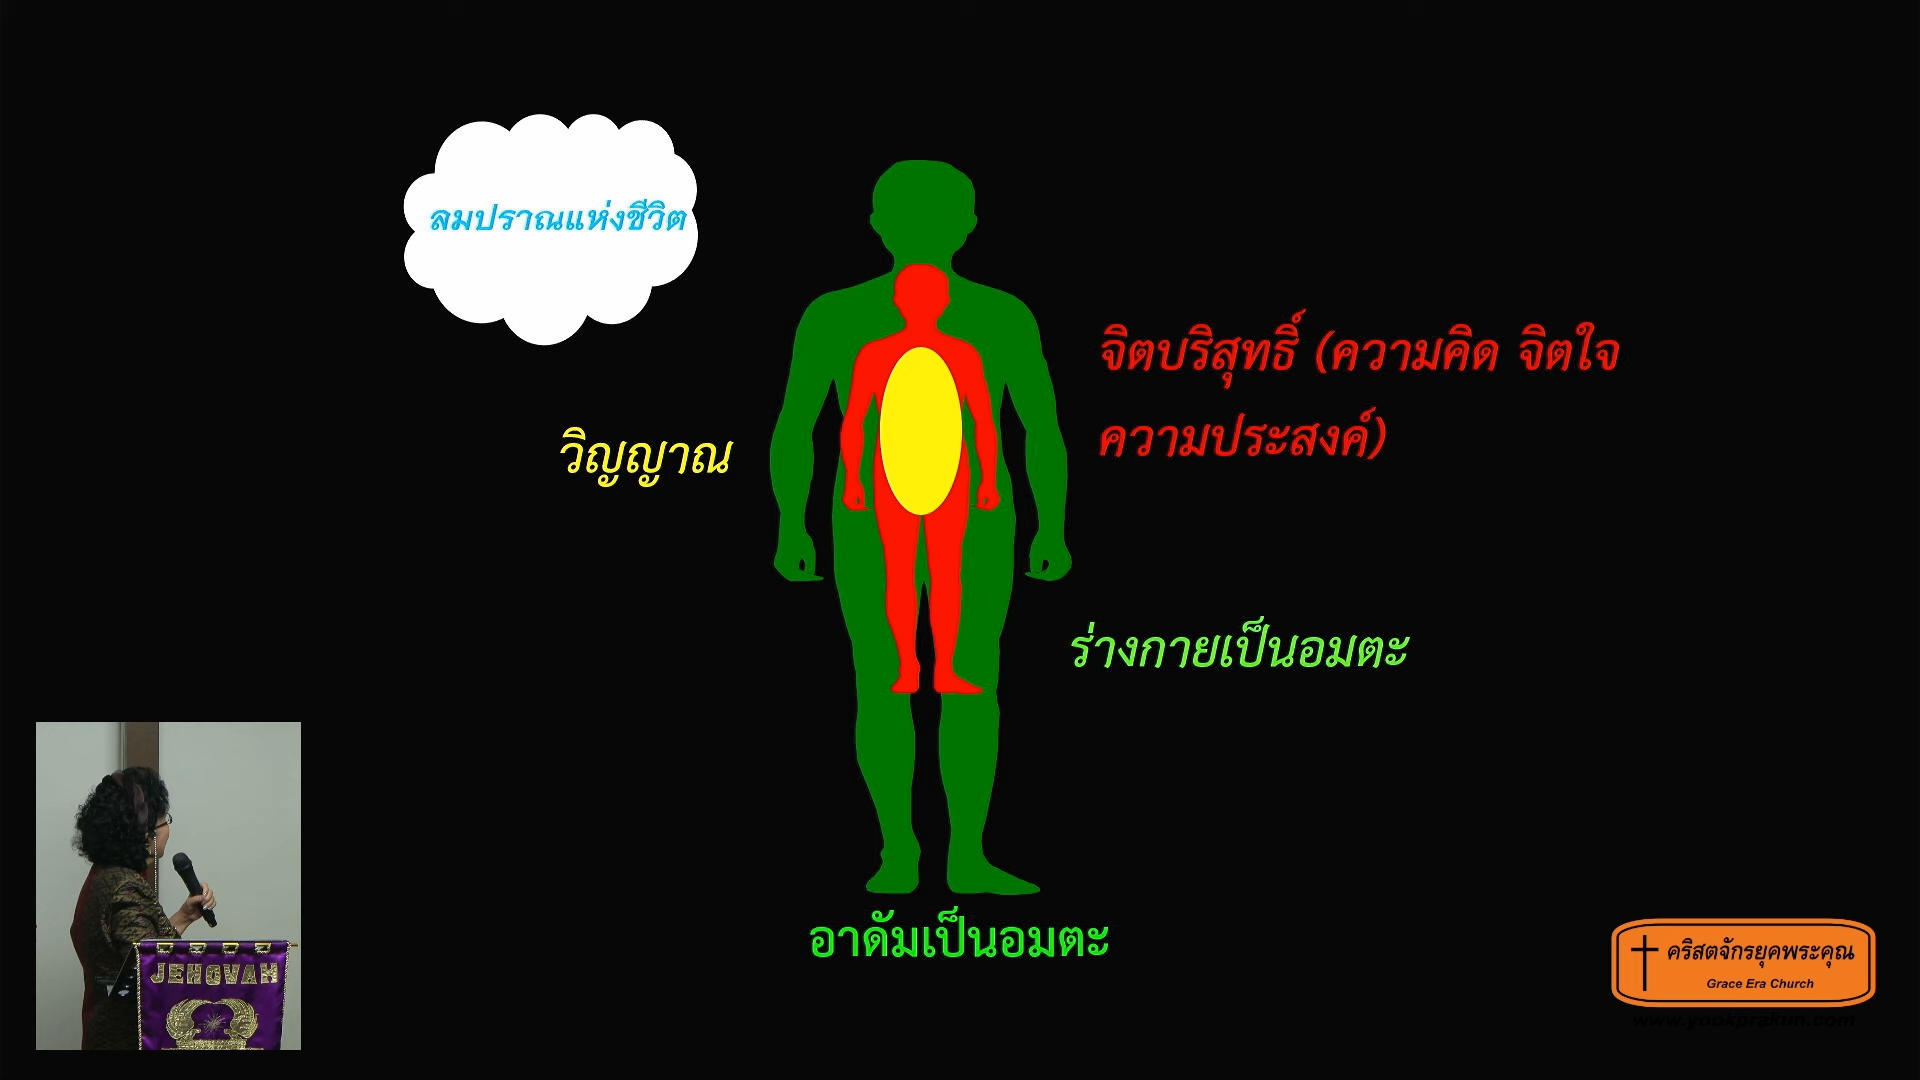 ลมปราณแห่งชีวิต
จิตบริสุทธิ์ (ความคิด จิตใจ
ความประสงค์)
วิญญาณ
ร่างกายเป็นอมตะ
อาดัมเป็นอมตะ
JEHOVAH
คริสตจักรยุคพระคุณ
Grace Era Church
www.yookprakun.com